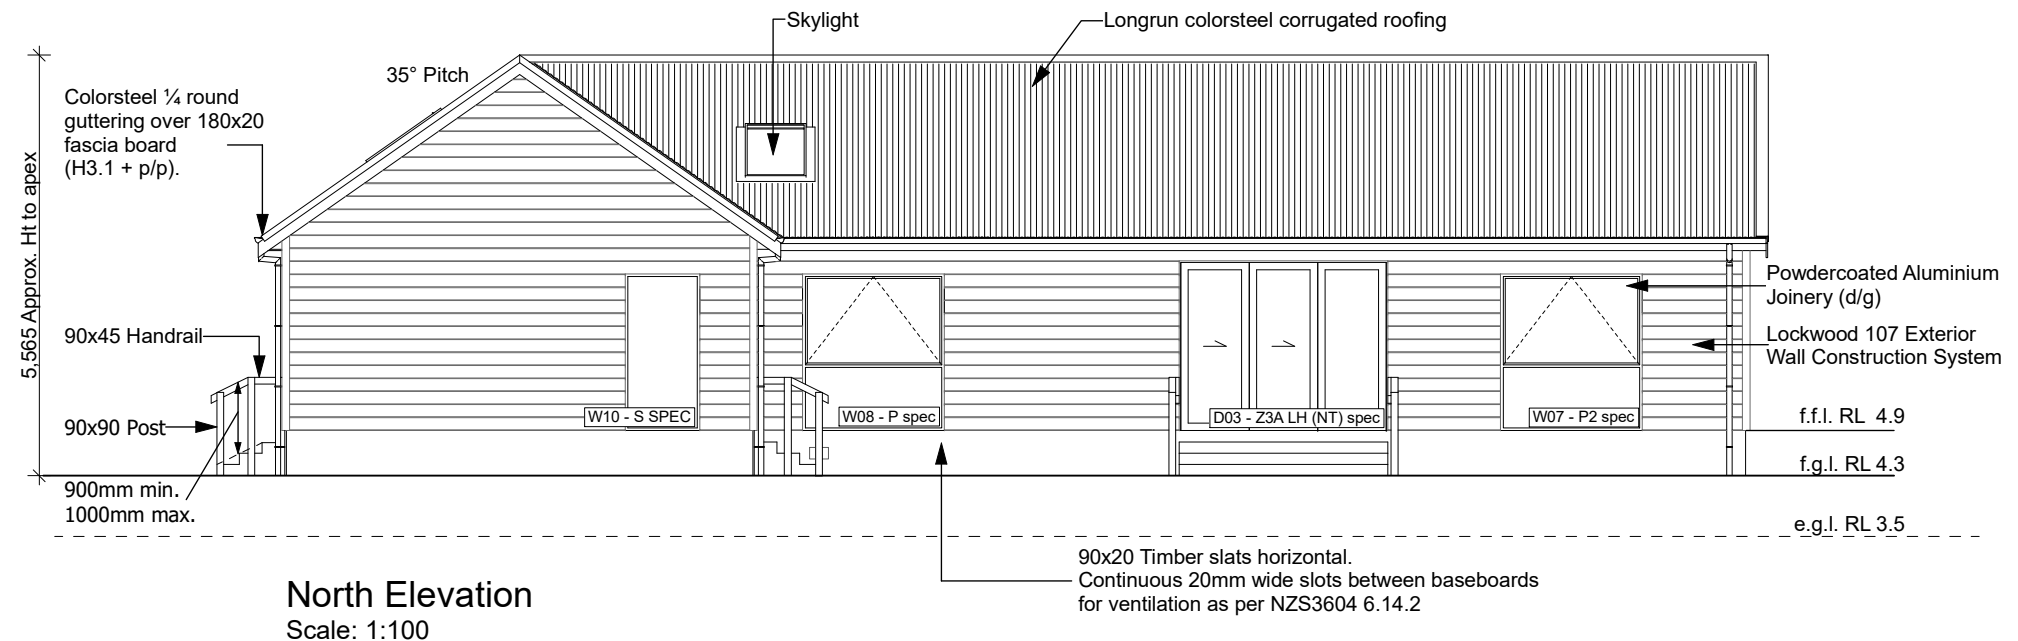 Skylight
Longrun colorsteel corrugated roofing
35° Pitch
Colorsteel ¼ round
guttering over 180x20
fascia board
(H3.1 + p/p).
5,5565 Approx. Ht to apex
Powdercoated Aluminium
Joinery (d/g)
90x45 Handrail
Lockwood 107 Exterior
Wall Construction System
90x90 Post
W10 - S SPEC
W08 - P spec
D03 - Z3A LH (NT) spec
W07 - P2 spec
f.f.l. RL 4.9
f.g.l. RL 4.3
900mm min.
1000mm max.
e.g.l. RL 3.5
90x20 Timber slats horizontal.
Continuous 20mm wide slots between baseboards
for ventilation as per NZS3604 6.14.2
North Elevation
Scale: 1:100